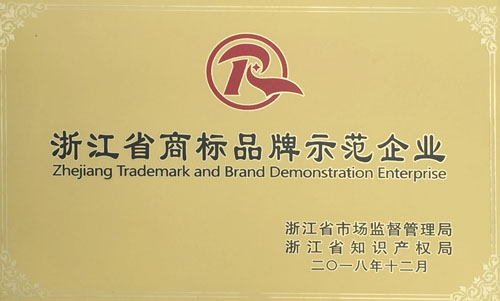 浙江省商标品牌示范企业
Zhejiang Trademark and Brand Demonstration Enterprise
浙江省市场监督管理局
浙江省知识产权局
二〇一八年十二月